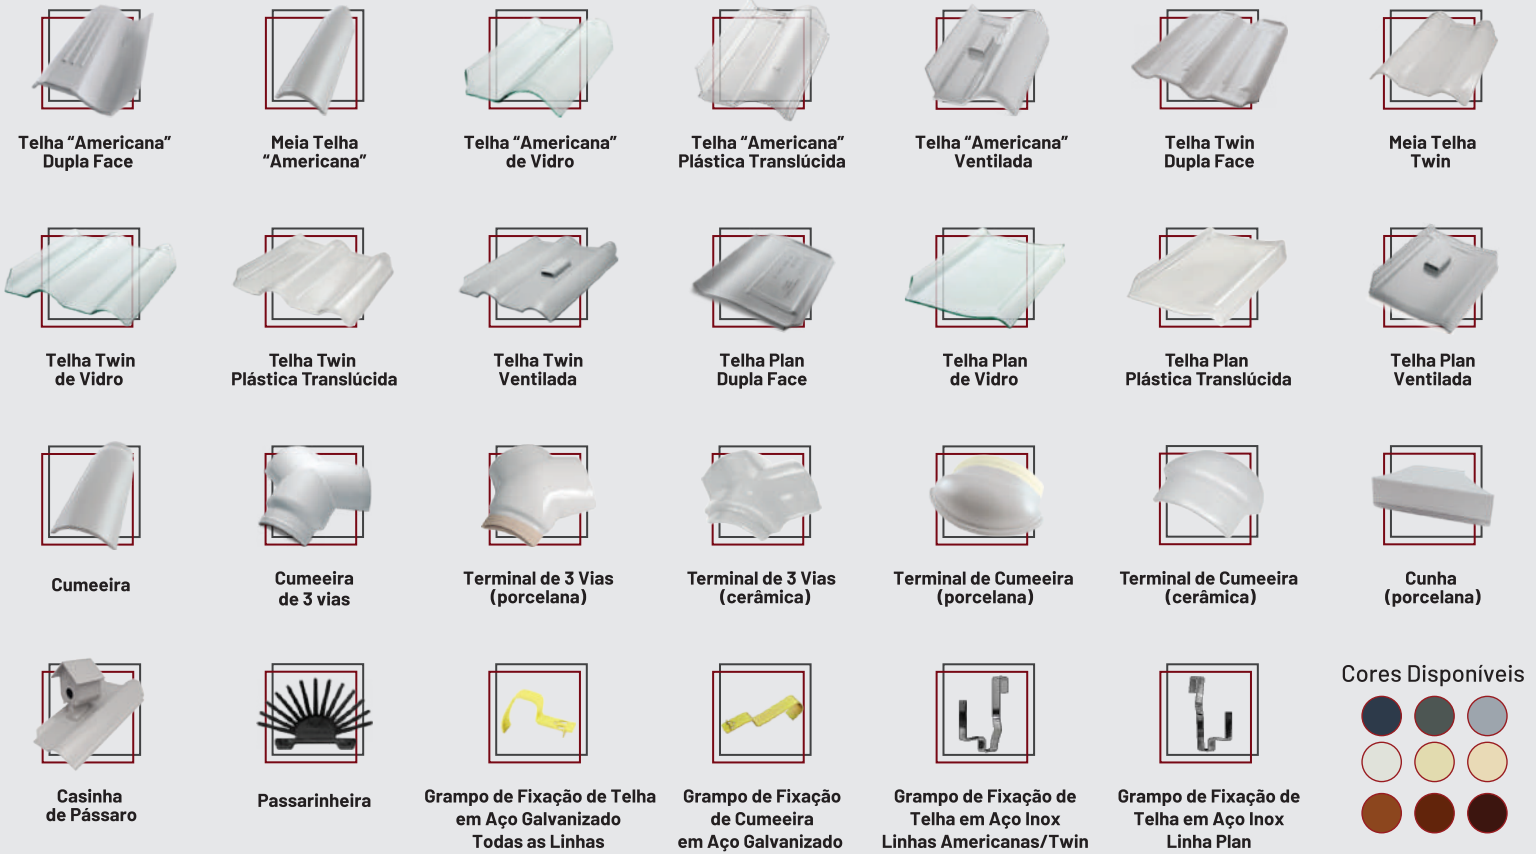 Telha “Americana”
Dupla Face
Meia Telha
“Americana”
Telha “Americana”
de Vidro
Telha “Americana”
Plástica Translúcida
Telha “Americana”
Ventilada
Telha Twin
Dupla Face
Meia Telha
Twin
Telha Twin
de Vidro
Telha Twin
Plástica Translúcida
Telha Twin
Ventilada
Telha Plan
Dupla Face
Telha Plan
de Vidro
Telha Plan
Plástica Translúcida
Telha Plan
Ventilada
Cumeeira
Cumeeira
de 3 vias
Terminal de 3 Vias
(porcelana)
Terminal de 3 Vias
(cerâmica)
Terminal de Cumeeira
(porcelana)
Terminal de Cumeeira
(cerâmica)
Cunha
(porcelana)
Casinha
de Pássaro
Passarinheira
Grampo de Fixação de Telha
em Aço Galvanizado
Todas as Linhas
Grampo de Fixação
de Cumeeira
em Aço Galvanizado
Grampo de Fixação de
Telha em Aço Inox
Linhas Americanas/Twin
Grampo de Fixação de
Telha em Aço Inox
Linha Plan
Cores Disponíveis